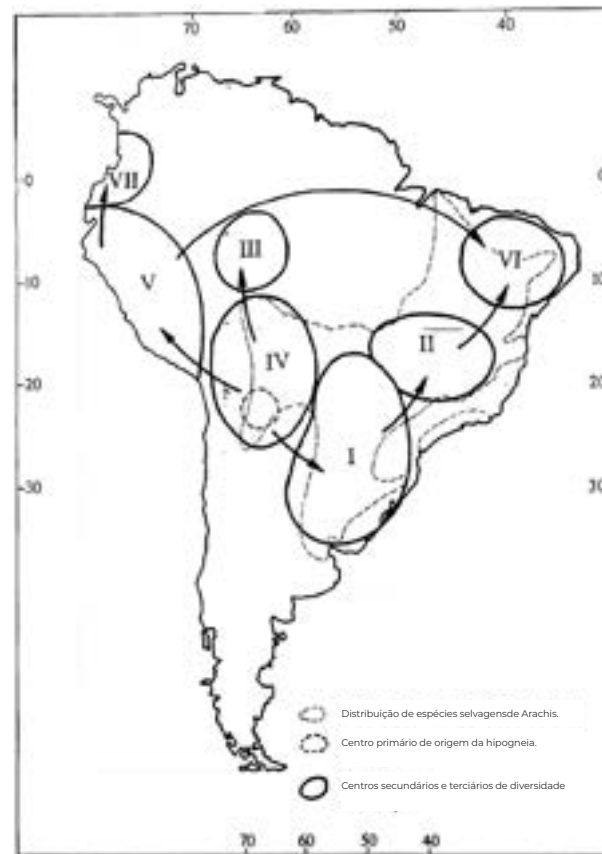 70 60 50 40
0 0
10 10
20 20
30 30
VII
III
VI
V
IV
II
I
Distribuição de espécies selvagensde Arachis.
Centro primário de origem da hipogneia.
Centros secundários e terciários de diversidade
70 60 50 40